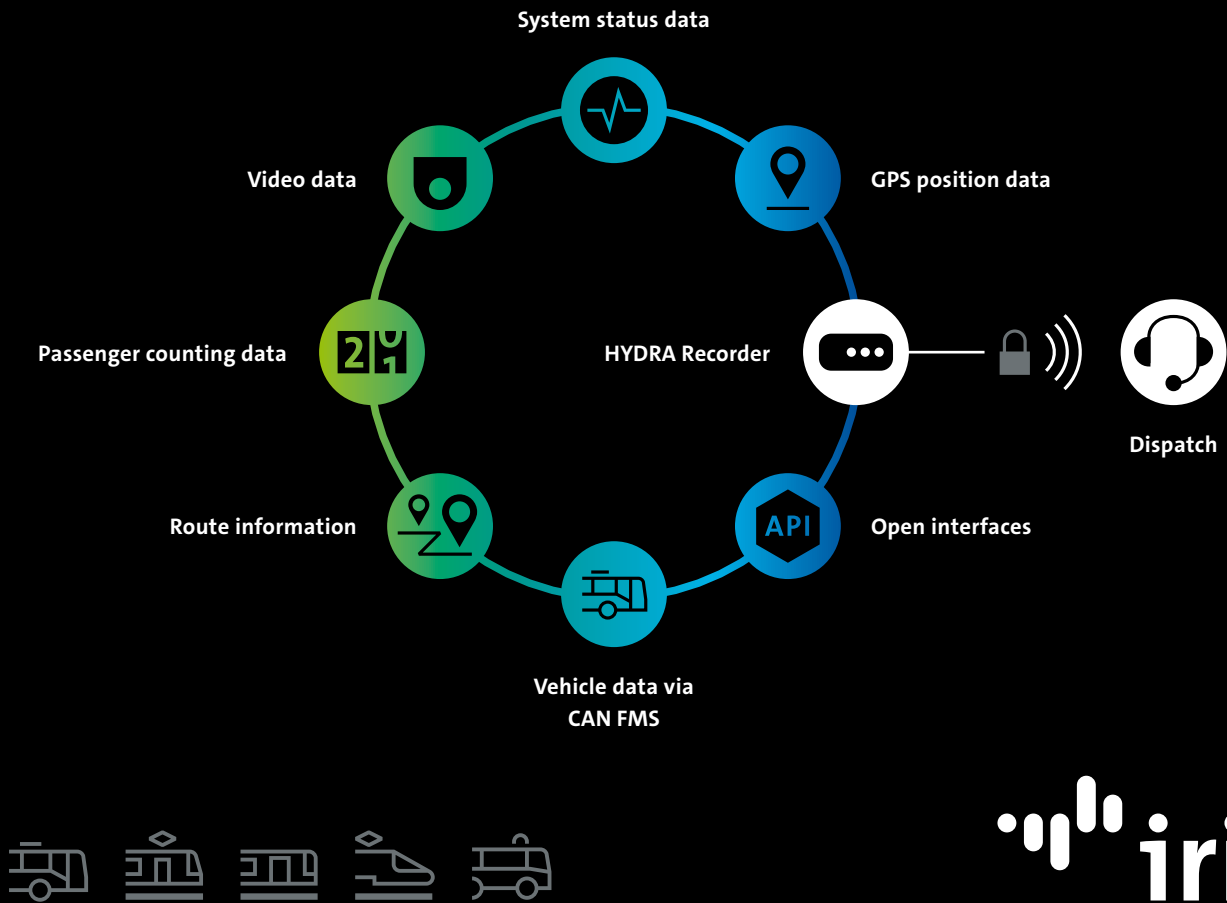 System status data
Video data
GPS position data
Passenger counting data
HYDRA Recorder
Dispatch
Route information
API
Open interfaces
Vehicle data via
CAN FMS
iri